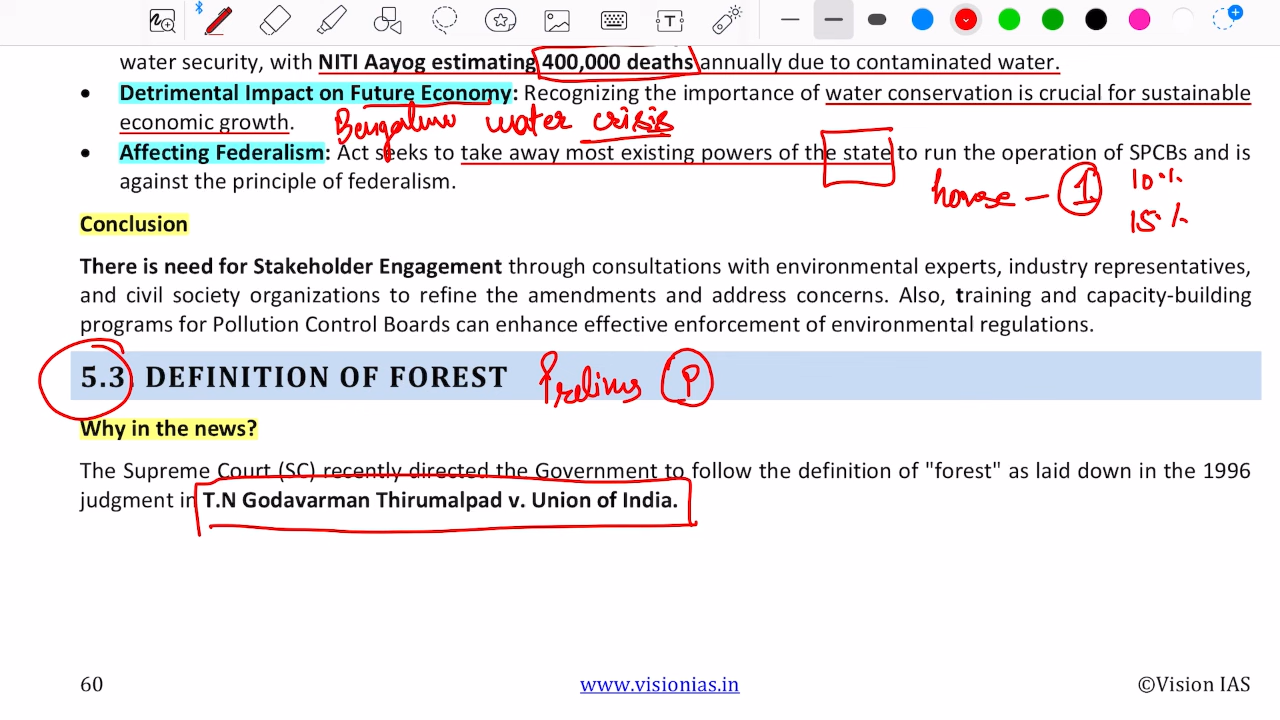 water security, with NITI Aayog estimating 400,000 deaths annually due to contaminated water.
• Detrimental Impact on Future Economy: Recognizing the importance of water conservation is crucial for sustainable
economic growth.
Bengaluru water crisis
• Affecting Federalism: Act seeks to take away most existing powers of the state to run the operation of SPCBs and is
against the principle of federalism.
house – 1 10%
15%
Conclusion
There is need for Stakeholder Engagement through consultations with environmental experts, industry representatives,
and civil society organizations to refine the amendments and address concerns. Also, training and capacity-building
programs for Pollution Control Boards can enhance effective enforcement of environmental regulations.
5.3. DEFINITION OF FOREST Prelims P
Why in the news?
The Supreme Court (SC) recently directed the Government to follow the definition of "forest" as laid down in the 1996
judgment in T.N Godavarman Thirumalpad v. Union of India.
60 www.visionias.in ©Vision IAS